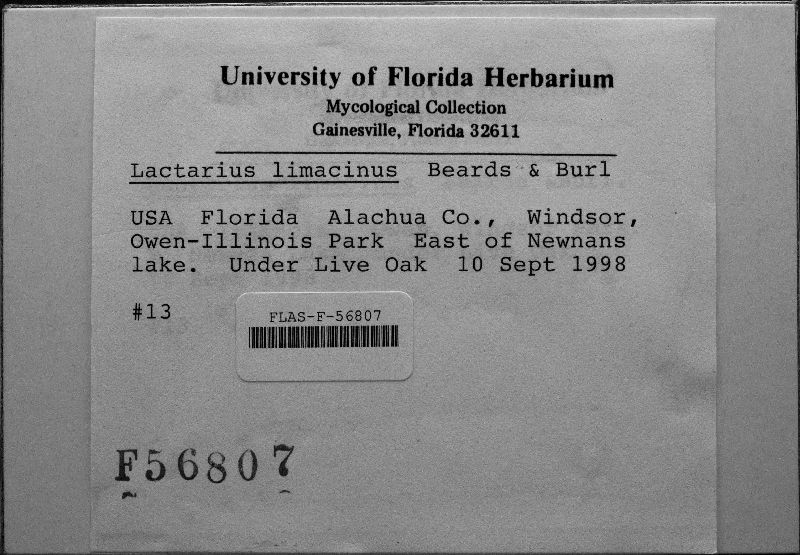 University of Florida Herbarium
Mycological Collection
Gainesville, Florida 32611
Lactarius limacinus Beards & Burl
USA Florida Alachua Co., Windsor,
Owen-Illinois Park East of Newnans
lake. Under Live Oak 10 Sept 1998
#13
FLAS-F-56807
F56807